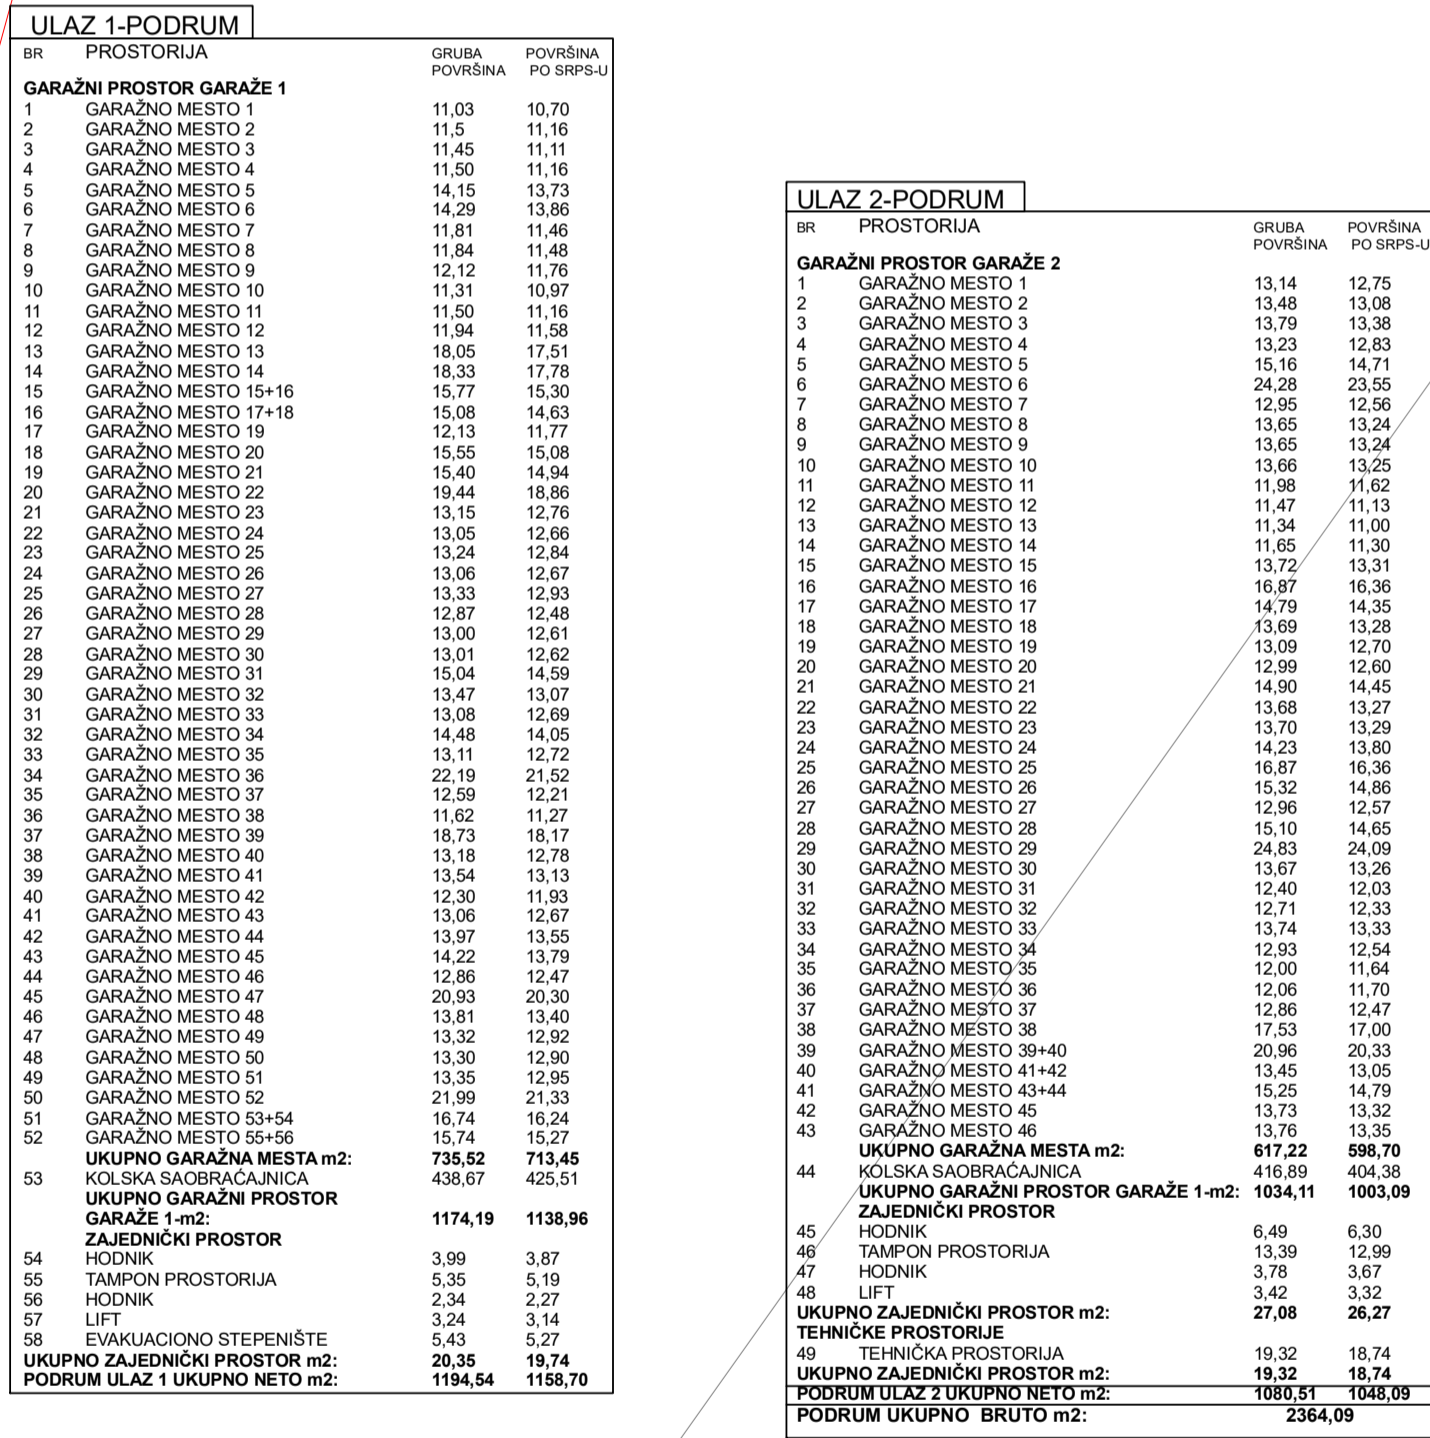 ULAZ 1-PODRUM
BR PROSTORIJA GRUBA POVRŠINA POVRŠINA PO SRPS-U
GARAŽNI PROSTOR GARAŽE 1
1 GARAŽNO MESTO 1 11,03 10,70
2 GARAŽNO MESTO 2 11,5 11,16
3 GARAŽNO MESTO 3 11,45 11,11
4 GARAŽNO MESTO 4 11,50 11,16
5 GARAŽNO MESTO 5 14,15 13,73
6 GARAŽNO MESTO 6 14,29 13,86
7 GARAŽNO MESTO 7 11,81 11,46
8 GARAŽNO MESTO 8 11,84 11,48
9 GARAŽNO MESTO 9 12,12 11,76
10 GARAŽNO MESTO 10 11,31 10,97
11 GARAŽNO MESTO 11 11,50 11,16
12 GARAŽNO MESTO 12 11,94 11,58
13 GARAŽNO MESTO 13 18,05 17,51
14 GARAŽNO MESTO 14 18,33 17,78
15 GARAŽNO MESTO 15+16 15,77 15,30
16 GARAŽNO MESTO 17+18 15,08 14,63
17 GARAŽNO MESTO 19 12,13 11,77
18 GARAŽNO MESTO 20 15,55 15,08
19 GARAŽNO MESTO 21 15,40 14,94
20 GARAŽNO MESTO 22 19,44 18,86
21 GARAŽNO MESTO 23 13,15 12,76
22 GARAŽNO MESTO 24 13,05 12,66
23 GARAŽNO MESTO 25 13,24 12,84
24 GARAŽNO MESTO 26 13,06 12,67
25 GARAŽNO MESTO 27 13,33 12,93
26 GARAŽNO MESTO 28 12,87 12,48
27 GARAŽNO MESTO 29 13,00 12,61
28 GARAŽNO MESTO 30 13,01 12,62
29 GARAŽNO MESTO 31 15,04 14,59
30 GARAŽNO MESTO 32 13,47 13,07
31 GARAŽNO MESTO 33 13,08 12,69
32 GARAŽNO MESTO 34 14,48 14,05
33 GARAŽNO MESTO 35 13,11 12,72
34 GARAŽNO MESTO 36 22,19 21,52
35 GARAŽNO MESTO 37 12,59 12,21
36 GARAŽNO MESTO 38 11,62 11,27
37 GARAŽNO MESTO 39 18,73 18,17
38 GARAŽNO MESTO 40 13,18 12,78
39 GARAŽNO MESTO 41 13,54 13,13
40 GARAŽNO MESTO 42 12,30 11,93
41 GARAŽNO MESTO 43 13,06 12,67
42 GARAŽNO MESTO 44 13,97 13,55
43 GARAŽNO MESTO 45 14,22 13,79
44 GARAŽNO MESTO 46 12,86 12,47
45 GARAŽNO MESTO 47 20,93 20,30
46 GARAŽNO MESTO 48 13,81 13,40
47 GARAŽNO MESTO 49 13,32 12,92
48 GARAŽNO MESTO 50 13,30 12,90
49 GARAŽNO MESTO 51 13,35 12,95
50 GARAŽNO MESTO 52 21,99 21,33
51 GARAŽNO MESTO 53+54 16,74 16,24
52 GARAŽNO MESTO 55+56 15,74 15,27
UKUPNO GARAŽNA MESTA m2: 735,52 713,45
53 KOLSKA SAOBRAĆAJNICA 438,67 425,51
UKUPNO GARAŽNI PROSTOR
GARAŽE 1-m2: 1174,19 1138,96
ZAJEDNIČKI PROSTOR
54 HODNIK 3,99 3,87
55 TAMPON PROSTORIJA 5,35 5,19
56 HODNIK 2,34 2,27
57 LIFT 3,24 3,14
58 EVAKUACIONO STEPENIŠTE 5,43 5,27
UKUPNO ZAJEDNIČKI PROSTOR m2: 20,35 19,74
PODRUM ULAZ 1 UKUPNO NETO m2: 1194,54 1158,70
ULAZ 2-PODRUM
BR PROSTORIJA GRUBA POVRŠINA POVRŠINA PO SRPS-U
GARAŽNI PROSTOR GARAŽE 2
1 GARAŽNO MESTO 1 13,14 12,75
2 GARAŽNO MESTO 2 13,48 13,08
3 GARAŽNO MESTO 3 13,79 13,38
4 GARAŽNO MESTO 4 13,23 12,83
5 GARAŽNO MESTO 5 15,16 14,71
6 GARAŽNO MESTO 6 24,28 23,55
7 GARAŽNO MESTO 7 12,95 12,56
8 GARAŽNO MESTO 8 13,65 13,24
9 GARAŽNO MESTO 9 13,65 13,24
10 GARAŽNO MESTO 10 13,66 13,25
11 GARAŽNO MESTO 11 11,98 11,62
12 GARAŽNO MESTO 12 11,47 11,13
13 GARAŽNO MESTO 13 11,34 11,00
14 GARAŽNO MESTO 14 11,65 11,30
15 GARAŽNO MESTO 15 13,72 13,31
16 GARAŽNO MESTO 16 16,87 16,36
17 GARAŽNO MESTO 17 14,79 14,35
18 GARAŽNO MESTO 18 13,69 13,28
19 GARAŽNO MESTO 19 13,09 12,70
20 GARAŽNO MESTO 20 12,99 12,60
21 GARAŽNO MESTO 21 14,90 14,45
22 GARAŽNO MESTO 22 13,68 13,27
23 GARAŽNO MESTO 23 13,70 13,29
24 GARAŽNO MESTO 24 14,23 13,80
25 GARAŽNO MESTO 25 16,87 16,36
26 GARAŽNO MESTO 26 15,32 14,86
27 GARAŽNO MESTO 27 12,96 12,57
28 GARAŽNO MESTO 28 15,10 14,65
29 GARAŽNO MESTO 29 24,83 24,09
30 GARAŽNO MESTO 30 13,67 13,26
31 GARAŽNO MESTO 31 12,40 12,03
32 GARAŽNO MESTO 32 12,71 12,33
33 GARAŽNO MESTO 33 13,74 13,33
34 GARAŽNO MESTO 34 12,93 12,54
35 GARAŽNO MESTO 35 12,00 11,64
36 GARAŽNO MESTO 36 12,06 11,70
37 GARAŽNO MESTO 37 12,86 12,47
38 GARAŽNO MESTO 38 17,53 17,00
39 GARAŽNO MESTO 39+40 20,96 20,33
40 GARAŽNO MESTO 41+42 13,45 13,05
41 GARAŽNO MESTO 43+44 15,25 14,79
42 GARAŽNO MESTO 45 13,73 13,32
43 GARAŽNO MESTO 46 13,76 13,35
UKUPNO GARAŽNA MESTA m2: 617,22 598,70
44 KOLSKA SAOBRAĆAJNICA 416,89 404,38
UKUPNO GARAŽNI PROSTOR GARAŽE 1-m2: 1034,11 1003,09
ZAJEDNIČKI PROSTOR
45 HODNIK 6,49 6,30
46 TAMPON PROSTORIJA 13,39 12,99
47 HODNIK 3,78 3,67
48 LIFT 3,42 3,32
UKUPNO ZAJEDNIČKI PROSTOR m2: 27,08 26,27
TEHNIČKE PROSTORIJE
49 TEHNIČKA PROSTORIJA 19,32 18,74
UKUPNO ZAJEDNIČKI PROSTOR m2: 19,32 18,74
PODRUM ULAZ 2 UKUPNO NETO m2: 1080,51 1048,09
PODRUM UKUPNO BRUTO m2: 2364,09